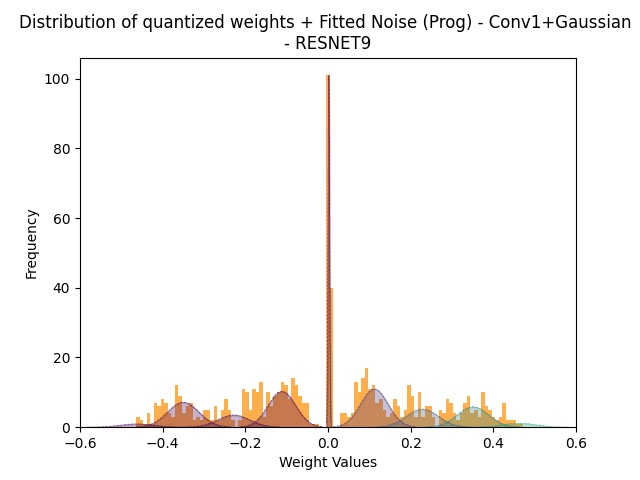 Distribution of quantized weights + Fitted Noise (Prog) - Conv1+Gaussian
- RESNET9
Frequency
100
80
60
40
20
0
−0.6 −0.4 −0.2 0.0 0.2 0.4 0.6
Weight Values